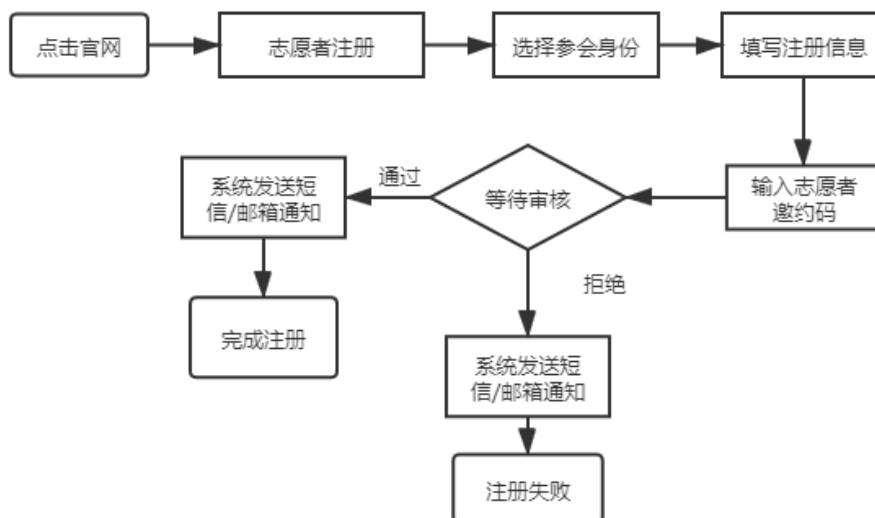 点击官网
志愿者注册
选择参会身份
填写注册信息
输入志愿者
邀约码
等待审核
通过
系统发送短
信/邮箱通知
完成注册
拒绝
系统发送短
信/邮箱通知
注册失败